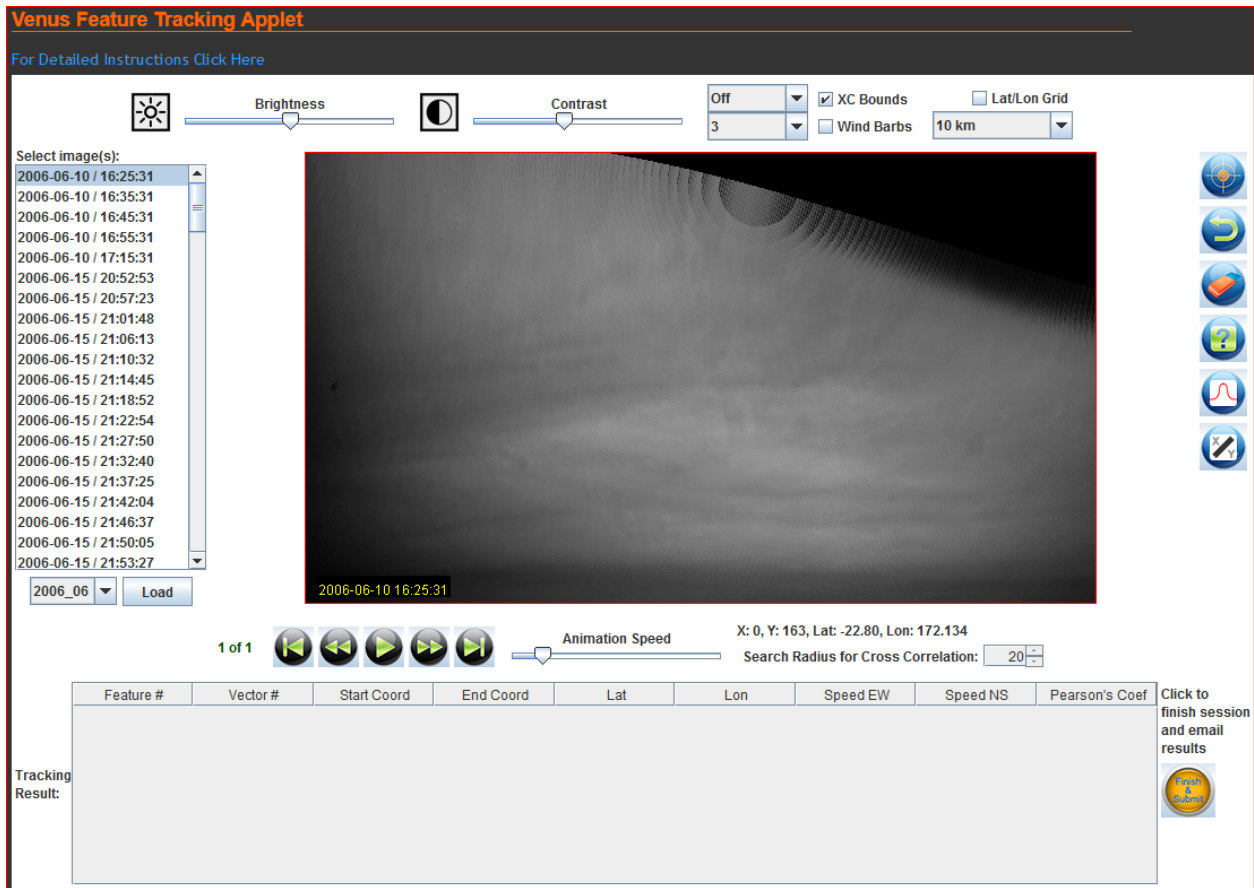 Venus Feature Tracking Applet
For Detailed Instructions Click Here
Brightness
Contrast
Off
XC Bounds
Lat/Lon Grid
3
Wind Barbs
10 km
Select image(s):
2006-06-10 / 16:25:31
2006-06-10 / 16:35:31
2006-06-10 / 16:45:31
2006-06-10 / 16:55:31
2006-06-10 / 17:15:31
2006-06-15 / 20:52:53
2006-06-15 / 20:57:23
2006-06-15 / 21:01:48
2006-06-15 / 21:06:13
2006-06-15 / 21:10:32
2006-06-15 / 21:14:45
2006-06-15 / 21:18:52
2006-06-15 / 21:22:54
2006-06-15 / 21:27:50
2006-06-15 / 21:32:40
2006-06-15 / 21:37:25
2006-06-15 / 21:42:04
2006-06-15 / 21:46:37
2006-06-15 / 21:50:05
2006-06-15 / 21:53:27
2006_06
Load
2006-06-10 16:25:31
?
X
Y
1 of 1
Animation Speed
X: 0, Y: 163, Lat: -22.80, Lon: 172.134
Search Radius for Cross Correlation: 20
Feature # Vector # Start Coord End Coord Lat Lon Speed EW Speed NS Pearson's Coef
Tracking
Result:
Click to
finish session
and email
results
Finish
&
Submit